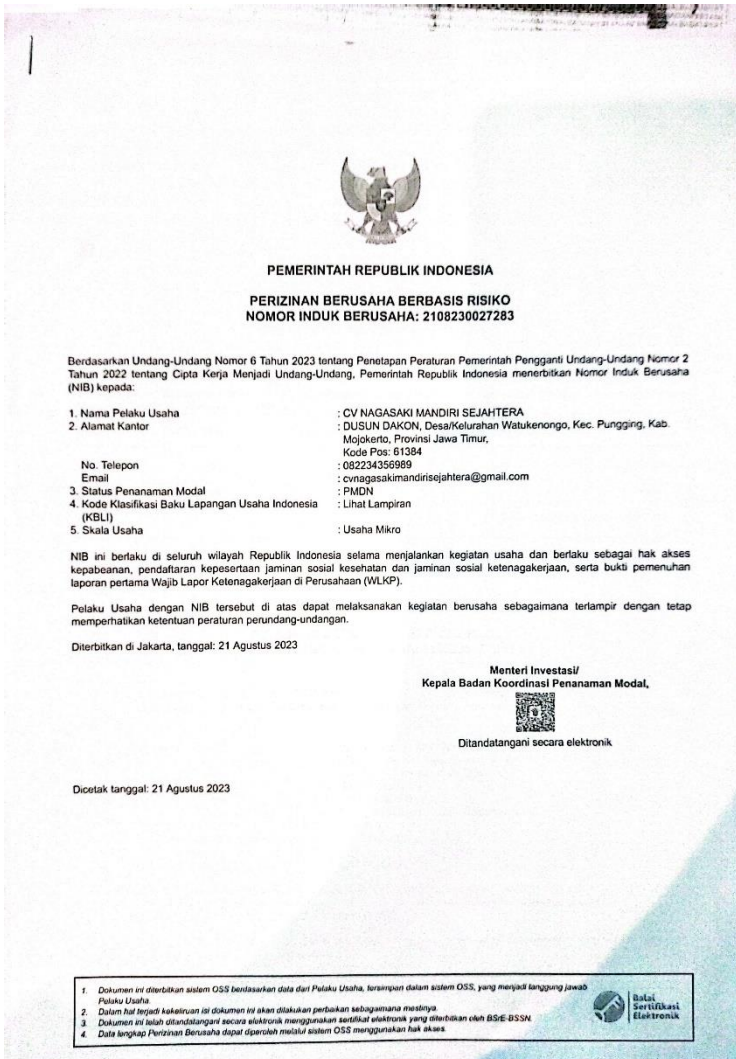 PEMERINTAH REPUBLIK INDONESIA
PERIZINAN BERUSAHA BERBASIS RISIKO
NOMOR INDUK BERUSAHA: 2108230027283
Berdasarkan Undang-Undang Nomor 6 Tahun 2023 tentang Penetapan Peraturan Pemerintah Pengganti Undang-Undang Nomor 2
Tahun 2022 tentang Cipta Kerja Menjadi Undang-Undang, Pemerintah Republik Indonesia menerbitkan Nomor Induk Berusaha
(NIB) kepada:
1. Nama Pelaku Usaha : CV NAGASAKI MANDIRI SEJAHTERA
2. Alamat Kantor : DUSUN DAKON, Desa/Kelurahan Watukenongo, Kec. Pungging, Kab.
Mojokerto, Provinsi Jawa Timur,
Kode Pos: 61384
No. Telepon : 082234356989
Email : cvnagasakimandirisejahtera@gmail.com
3. Status Penanaman Modal : PMDN
4. Kode Klasifikasi Baku Lapangan Usaha Indonesia : Lihat Lampiran
(KBLI)
5. Skala Usaha : Usaha Mikro
NIB ini berlaku di seluruh wilayah Republik Indonesia selama menjalankan kegiatan usaha dan berlaku sebagai hak akses
kepabeanan, pendaftaran kepesertaan jaminan sosial kesehatan dan jaminan sosial ketenagakerjaan, serta bukti pemenuhan
laporan pertama Wajib Lapor Ketenagakerjaan di Perusahaan (WLKP).
Pelaku Usaha dengan NIB tersebut di atas dapat melaksanakan kegiatan berusaha sebagaimana terlampir dengan tetap
memperhatikan ketentuan peraturan perundang-undangan.
Diterbitkan di Jakarta, tanggal: 21 Agustus 2023
Menteri Investasi/
Kepala Badan Koordinasi Penanaman Modal,
Ditandatangani secara elektronik
Dicetak tanggal: 21 Agustus 2023
1. Dokumen ini diterbitkan sistem OSS berdasarkan data dari Pelaku Usaha, tersimpan dalam sistem OSS, yang menjadi tanggung jawab
Pelaku Usaha.
2. Dalam hal terjadi kekeliruan isi dokumen ini akan dilakukan perbaikan sebagaimana mestinya.
3. Dokumen ini telah ditandatangani secara elektronik menggunakan sertifikat elektronik yang diterbitkan oleh BSrE-BSSN.
4. Data lengkap Perizinan Berusaha dapat diperoleh melalui sistem OSS menggunakan hak akses.
Balai
Sertifikasi
Elektronik